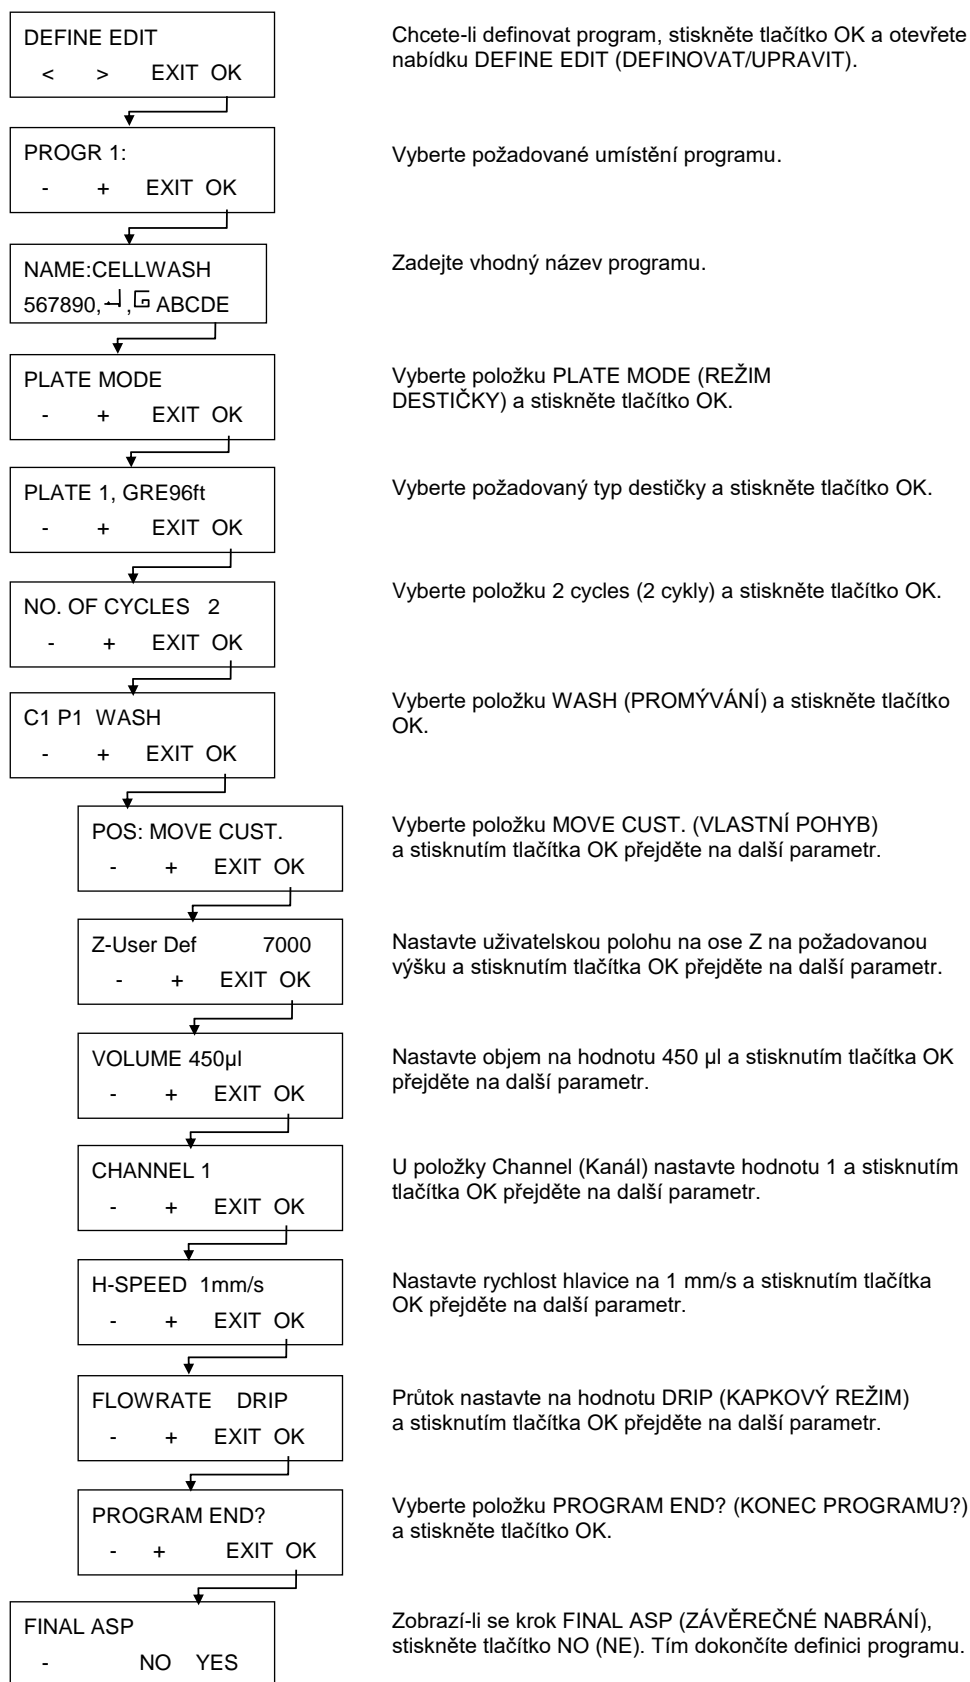 DEFINE EDIT
< > EXIT OK
Chcete-li definovat program, stiskněte tlačítko OK a otevřete
nabídku DEFINE EDIT (DEFINOVAT/UPRAVIT).
PROGR 1:
- + EXIT OK
Vyberte požadované umístění programu.
NAME:CELLWASH
567890, , ABCDE
Zadejte vhodný název programu.
PLATE MODE
- + EXIT OK
Vyberte položku PLATE MODE (REŽIM
DESTIČKY) a stiskněte tlačítko OK.
PLATE 1, GRE96ft
- + EXIT OK
Vyberte požadovaný typ destičky a stiskněte tlačítko OK.
NO. OF CYCLES 2
- + EXIT OK
Vyberte položku 2 cycles (2 cykly) a stiskněte tlačítko OK.
C1 P1 WASH
- + EXIT OK
Vyberte položku WASH (PROMÝVÁNÍ) a stiskněte tlačítko
OK.
POS: MOVE CUST.
- + EXIT OK
Vyberte položku MOVE CUST. (VLASTNÍ POHYB)
a stisknutím tlačítka OK přejděte na další parametr.
Z-User Def 7000
- + EXIT OK
Nastavte uživatelskou polohu na ose Z na požadovanou
výšku a stisknutím tlačítka OK přejděte na další parametr.
VOLUME 450µl
- + EXIT OK
Nastavte objem na hodnotu 450 µl a stisknutím tlačítka OK
přejděte na další parametr.
CHANNEL 1
- + EXIT OK
U položky Channel (Kanál) nastavte hodnotu 1 a stisknutím
tlačítka OK přejděte na další parametr.
H-SPEED 1mm/s
- + EXIT OK
Nastavte rychlost hlavice na 1 mm/s a stisknutím tlačítka
OK přejděte na další parametr.
FLOWRATE DRIP
- + EXIT OK
Průtok nastavte na hodnotu DRIP (KAPKOVÝ REŽIM)
a stisknutím tlačítka OK přejděte na další parametr.
PROGRAM END?
- + EXIT OK
Vyberte položku PROGRAM END? (KONEC PROGRAMU?)
a stiskněte tlačítko OK.
FINAL ASP
- NO YES
Zobrazí-li se krok FINAL ASP (ZÁVĚREČNÉ NABRÁNÍ),
stiskněte tlačítko NO (NE). Tím dokončíte definici programu.